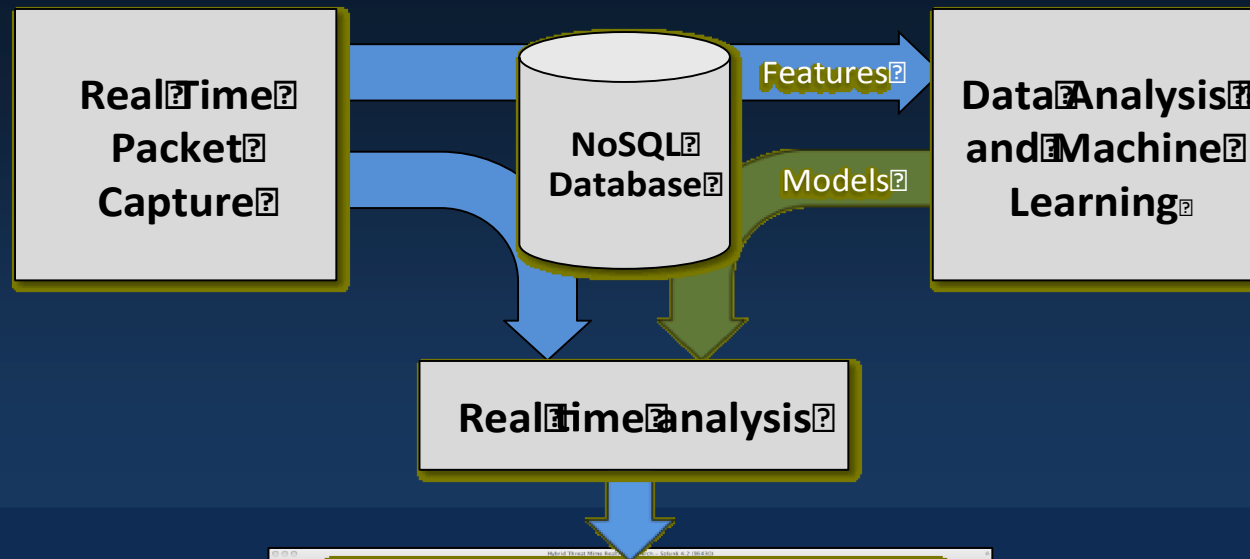 Real Time
Packet
Capture
NoSQL
Database
Features
Models
Data Analysis
and Machine
Learning
Real time analysis